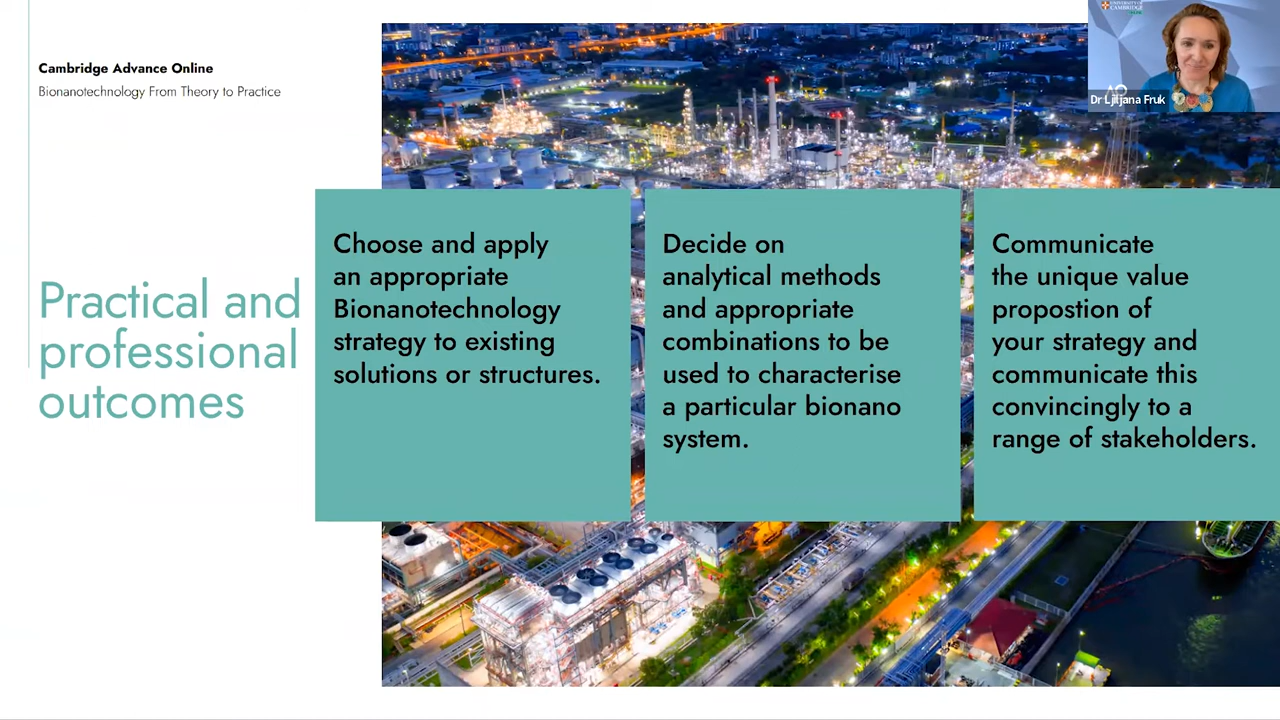 Cambridge Advance Online
Bionanotechnology From Theory to Practice
Practical and
professional
outcomes
Choose and apply
an appropriate
Bionanotechnology
strategy to existing
solutions or structures.
Decide on
analytical methods
and appropriate
combinations to be
used to characterise
a particular bionano
system.
Communicate
the unique value
propostion of
your strategy and
communicate this
convincingly to a
range of stakeholders.
UNIVERSITY OF
CAMBRIDGE
Dr Ljiljana Fruk